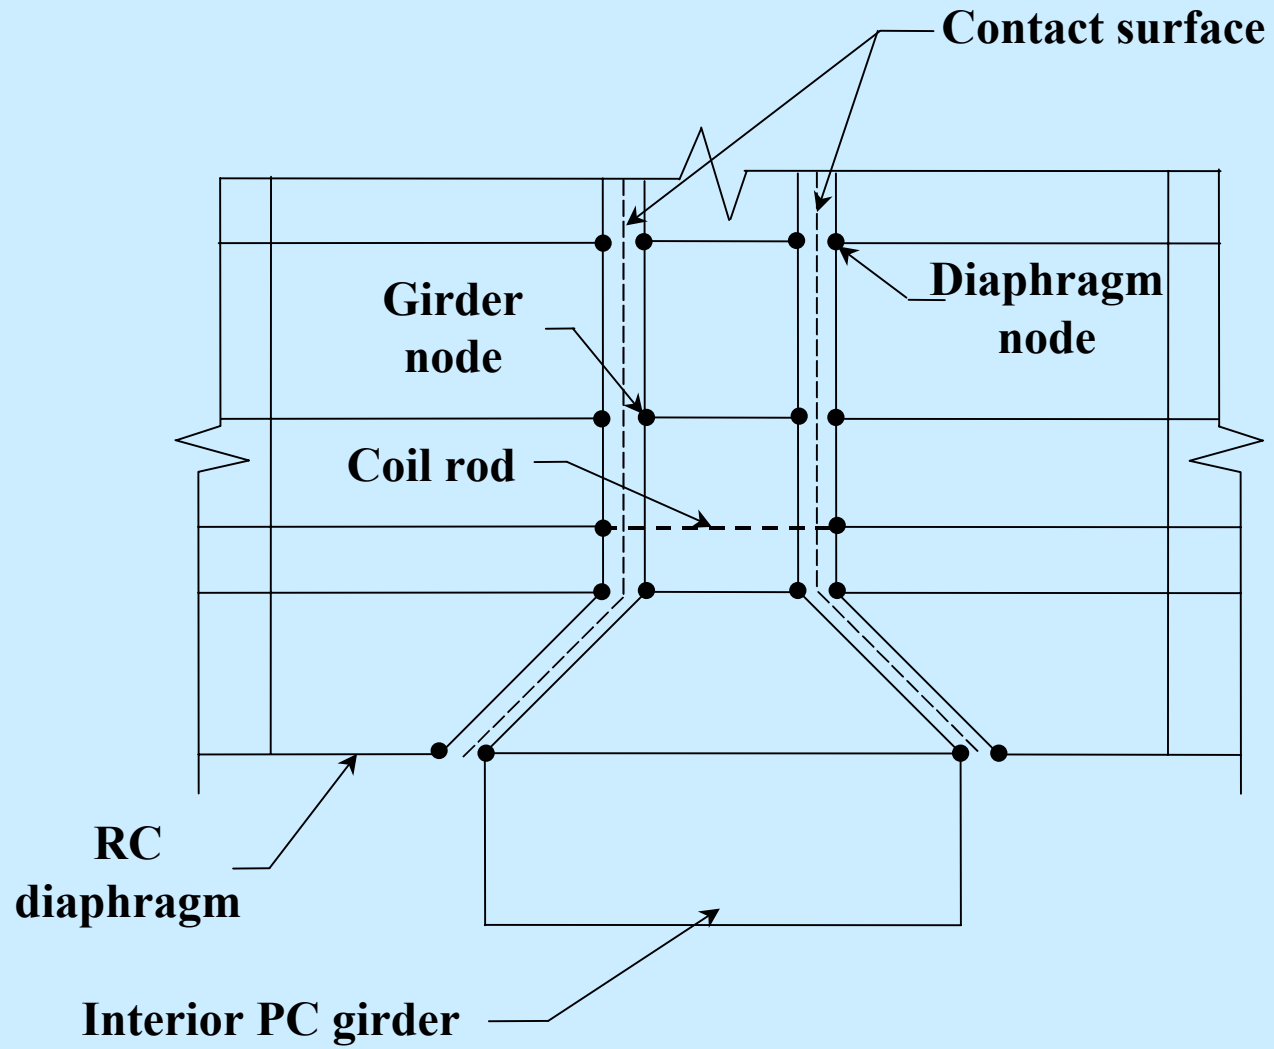 Contact surface
Girder
node
Diaphragm
node
Coil rod
RC
diaphragm
Interior PC girder